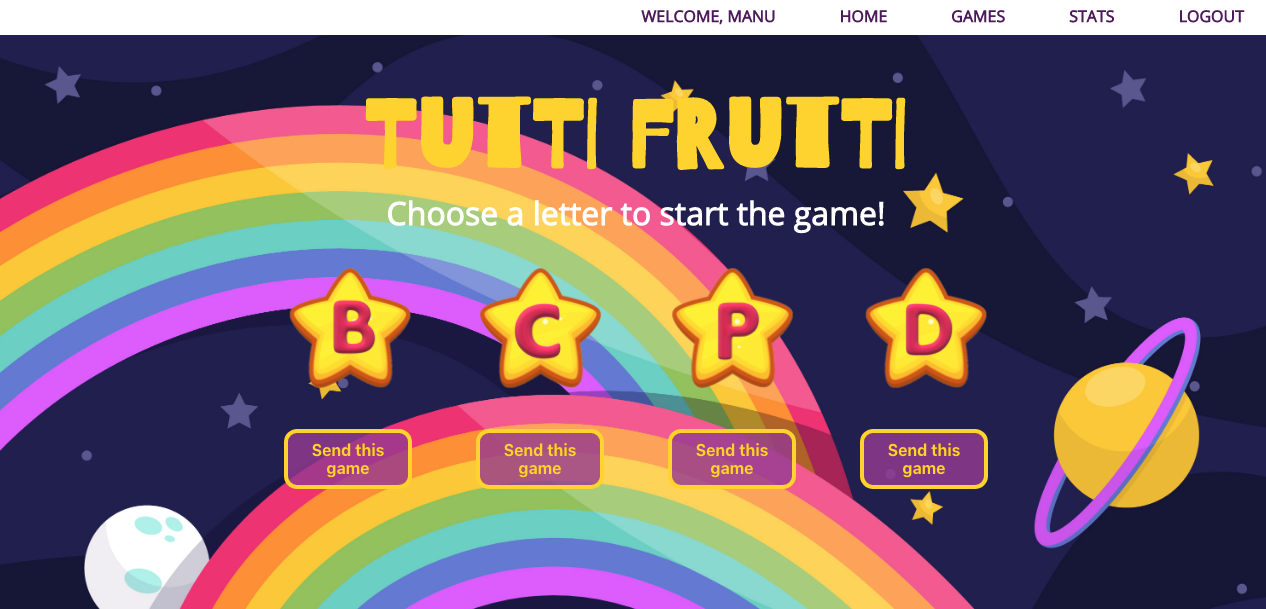 WELCOME, MANU HOME GAMES STATS LOGOUT
TUTTI FRUTTI
Choose a letter to start the game!
B C P D
Send this Send this Send this Send this
game game game game